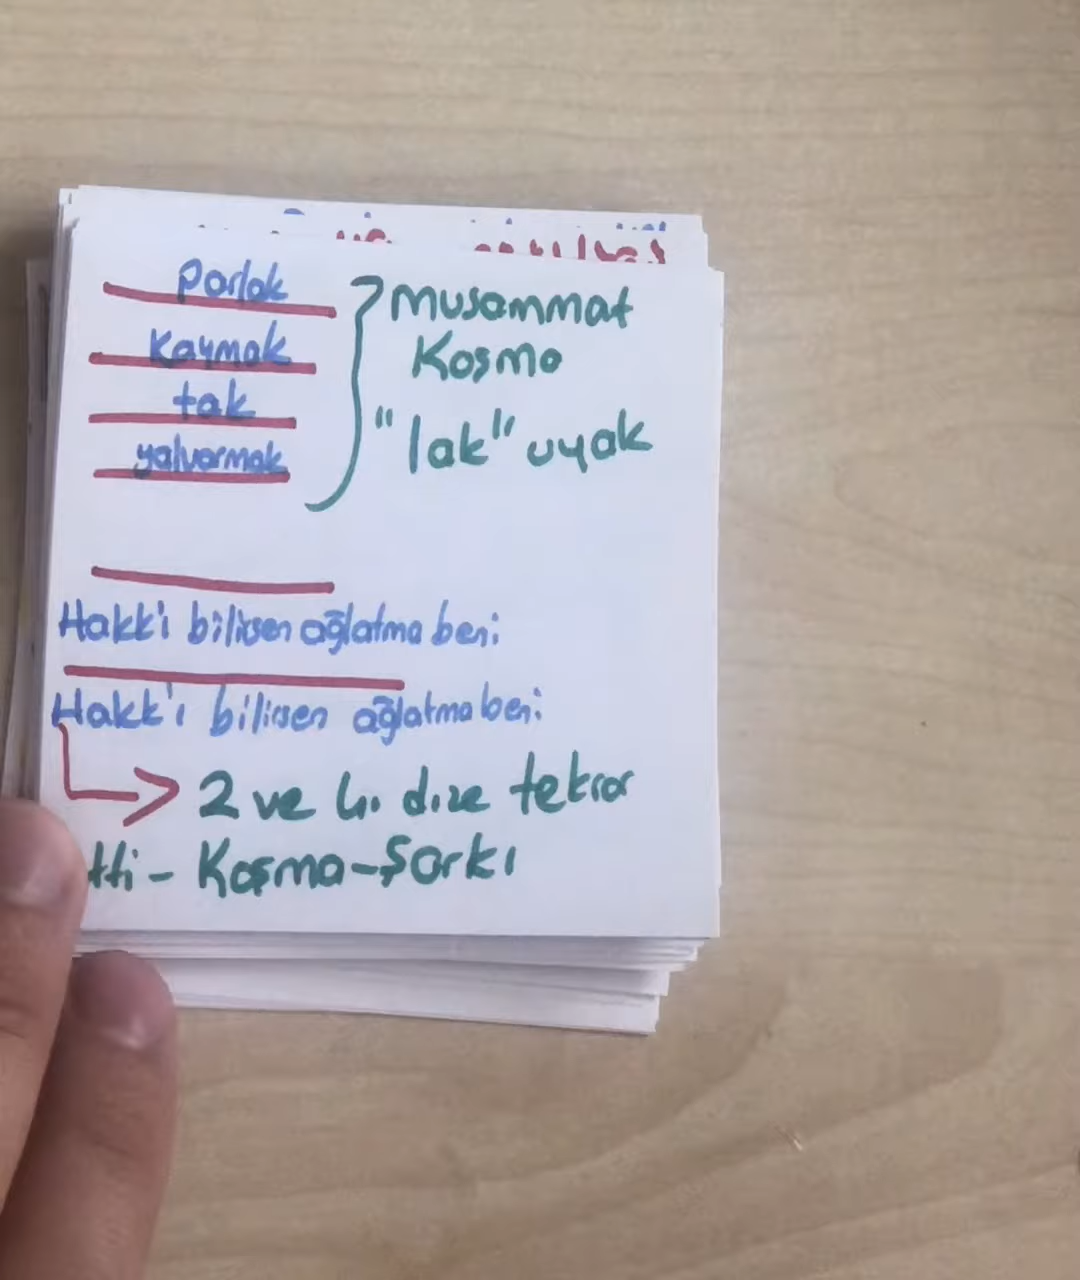 Parlak
Kaymak
tak
yalvarmak
Musammat
Koşma
"lak" uyak
Hakk'ı bilirsen ağlatma beni
Hakk'ı bilirsen ağlatma beni
2 ve 4. dize tekrar
- Koşma-Şarkı